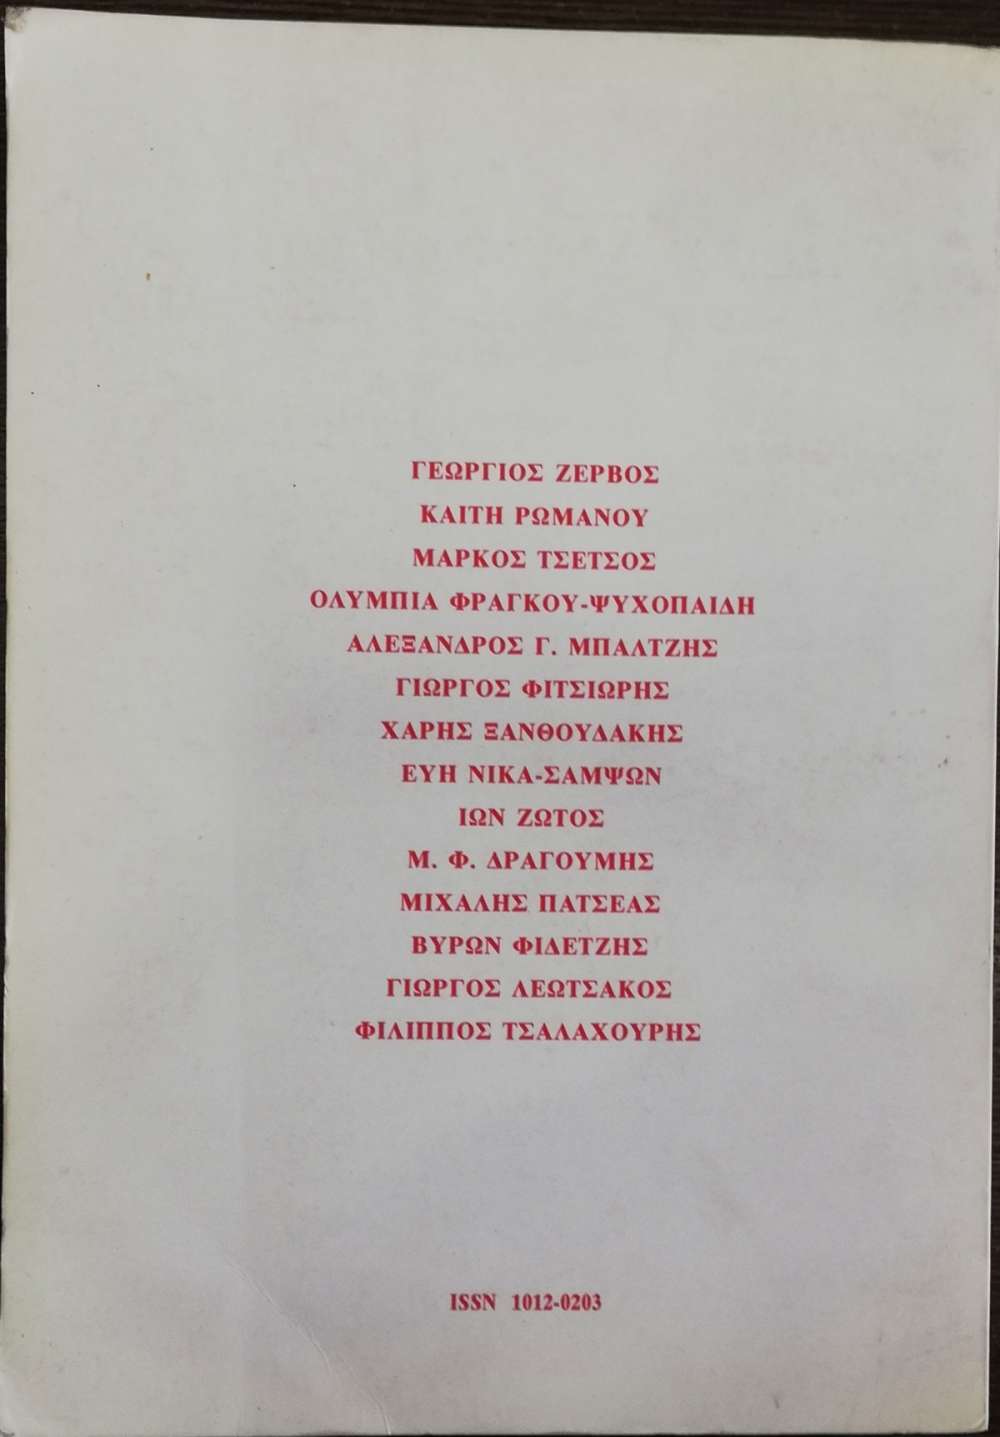 ΓΕΩΡΓΙΟΣ ΖΕΡΒΟΣ
ΚΑΙΤΗ ΡΩΜΑΝΟΥ
ΜΑΡΚΟΣ ΤΣΕΤΣΟΣ
ΟΛΥΜΠΙΑ ΦΡΑΓΚΟΥ-ΨΥΧΟΠΑΙΔΗ
ΑΛΕΞΑΝΔΡΟΣ Γ. ΜΠΑΛΤΖΗΣ
ΓΙΩΡΓΟΣ ΦΙΤΣΙΩΡΗΣ
ΧΑΡΗΣ ΞΑΝΘΟΥΔΑΚΗΣ
ΕΥΗ ΝΙΚΑ-ΣΑΜΨΩΝ
ΙΩΝ ΖΩΤΟΣ
Μ. Φ. ΔΡΑΓΟΥΜΗΣ
ΜΙΧΑΛΗΣ ΠΑΤΣΕΑΣ
ΒΥΡΩΝ ΦΙΔΕΤΖΗΣ
ΓΙΩΡΓΟΣ ΛΕΩΤΣΑΚΟΣ
ΦΙΛΙΠΠΟΣ ΤΣΑΛΑΧΟΥΡΗΣ
ISSN 1012-0203